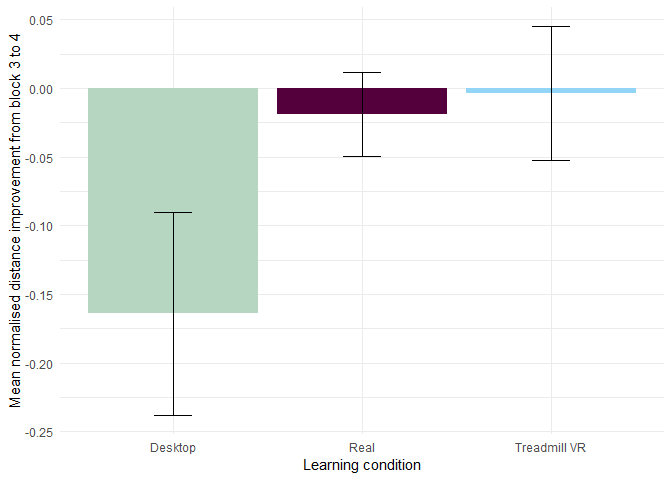 Mean normalised distance improvement from block 3 to 4
0.05
0.00
-0.05
-0.10
-0.15
-0.20
-0.25
Desktop
Real
Treadmill VR
Learning condition